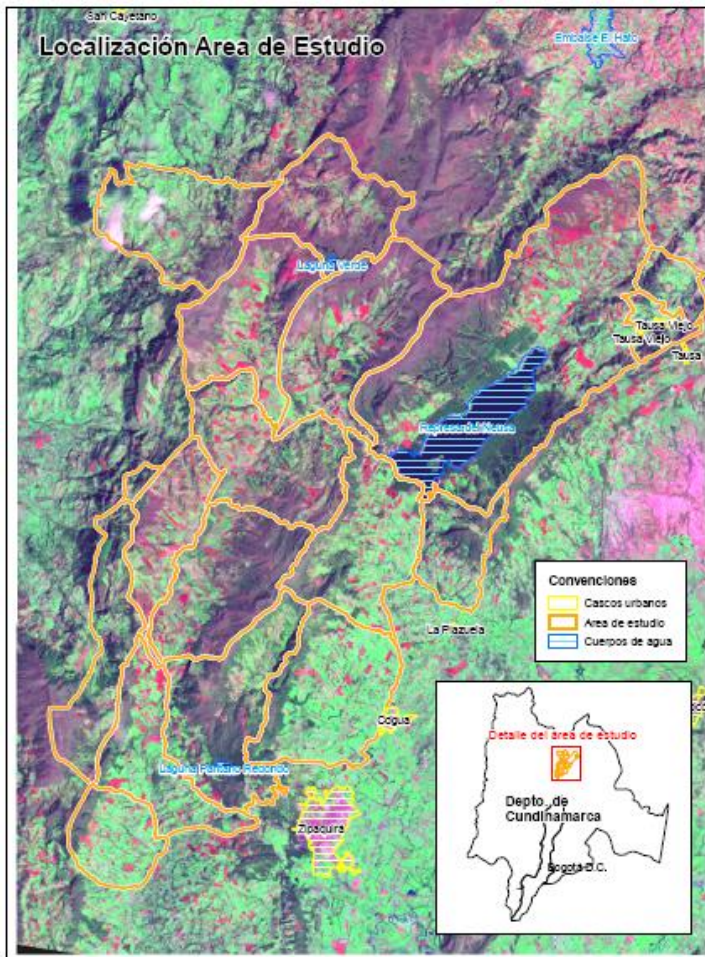 San Cayetano
Localización Area de Estudio
Embalse El Hato
Laguna Verde
Tausa Viejo
Tausa Viejo
Tausa
Represa del Neusa
Convenciones
Cascos urbanos
Area de estudio
Cuerpos de agua
La Plazuela
Cogua
Detalle del área de estudio
Laguna Pantano Redondo
Depto. de
Cundinamarca
Zipaquira
Bogotá D.C.